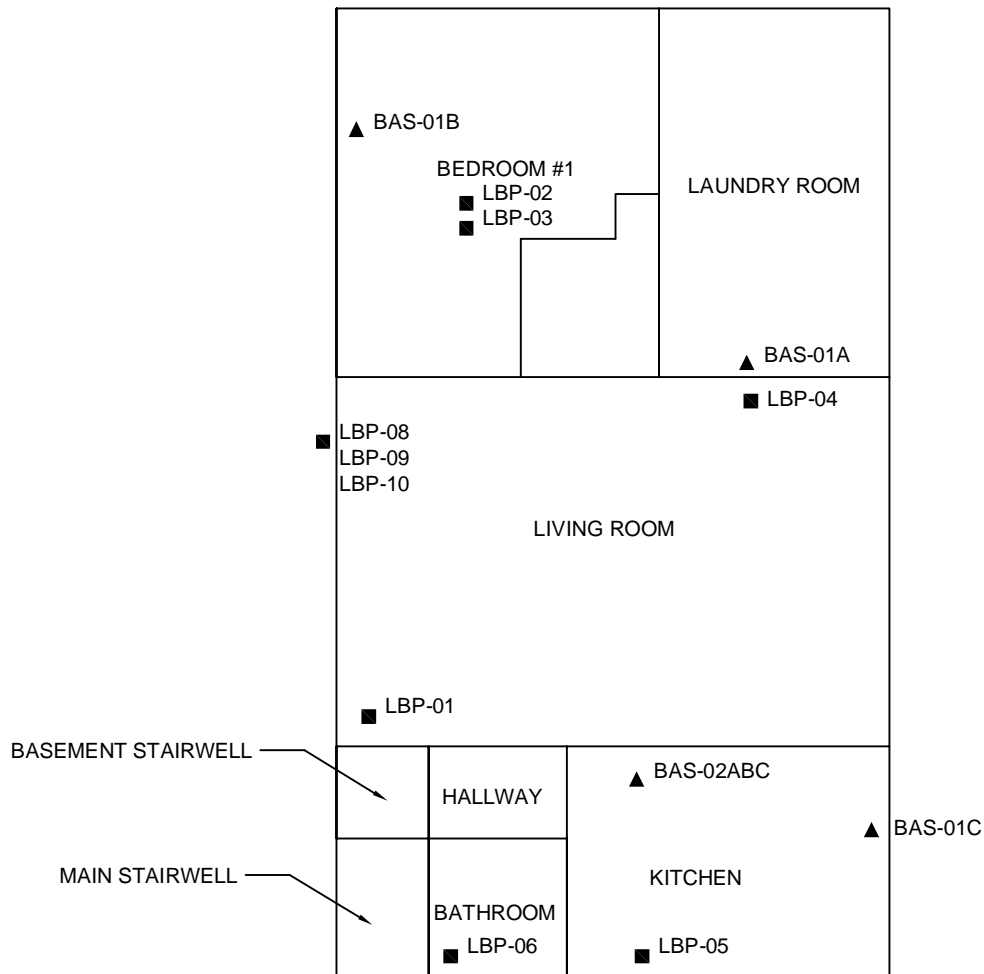 BAS-01B
BEDROOM #1
LBP-02
LBP-03
LAUNDRY ROOM
BAS-01A
LBP-04
LBP-08
LBP-09
LBP-10
LIVING ROOM
LBP-01
BASEMENT STAIRWELL
HALLWAY
BAS-02ABC
BAS-01C
MAIN STAIRWELL
KITCHEN
BATHROOM
LBP-06
LBP-05